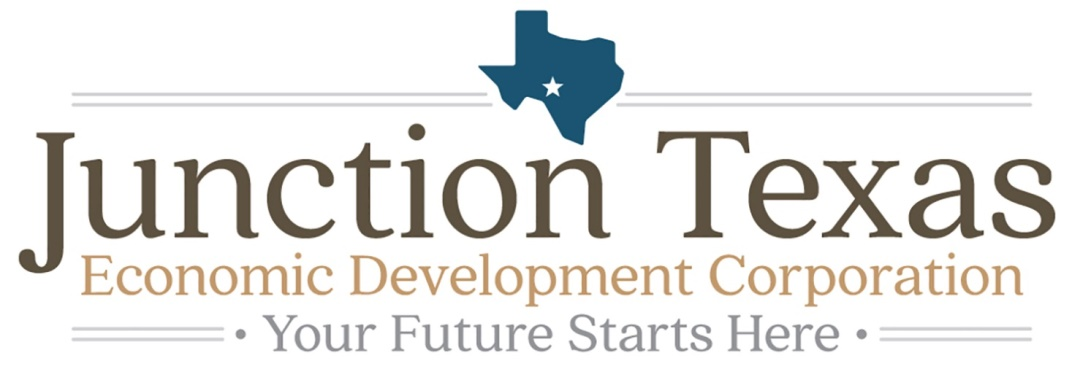 Junction Texas
Economic Development Corporation
• Your Future Starts Here •